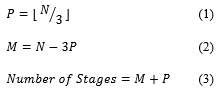 P = ⌊N/3⌋ (1)
M = N − 3P (2)
Number of Stages = M + P (3)